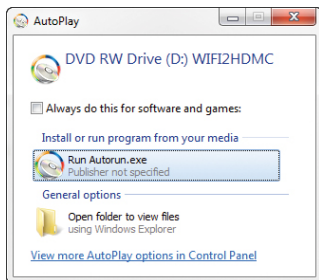 AutoPlay
DVD RW Drive (D:) WIFI2HDMC
Always do this for software and games:
Install or run program from your media
Run Autorun.exe
Publisher not specified
General options
Open folder to view files
using Windows Explorer
View more AutoPlay options in Control Panel